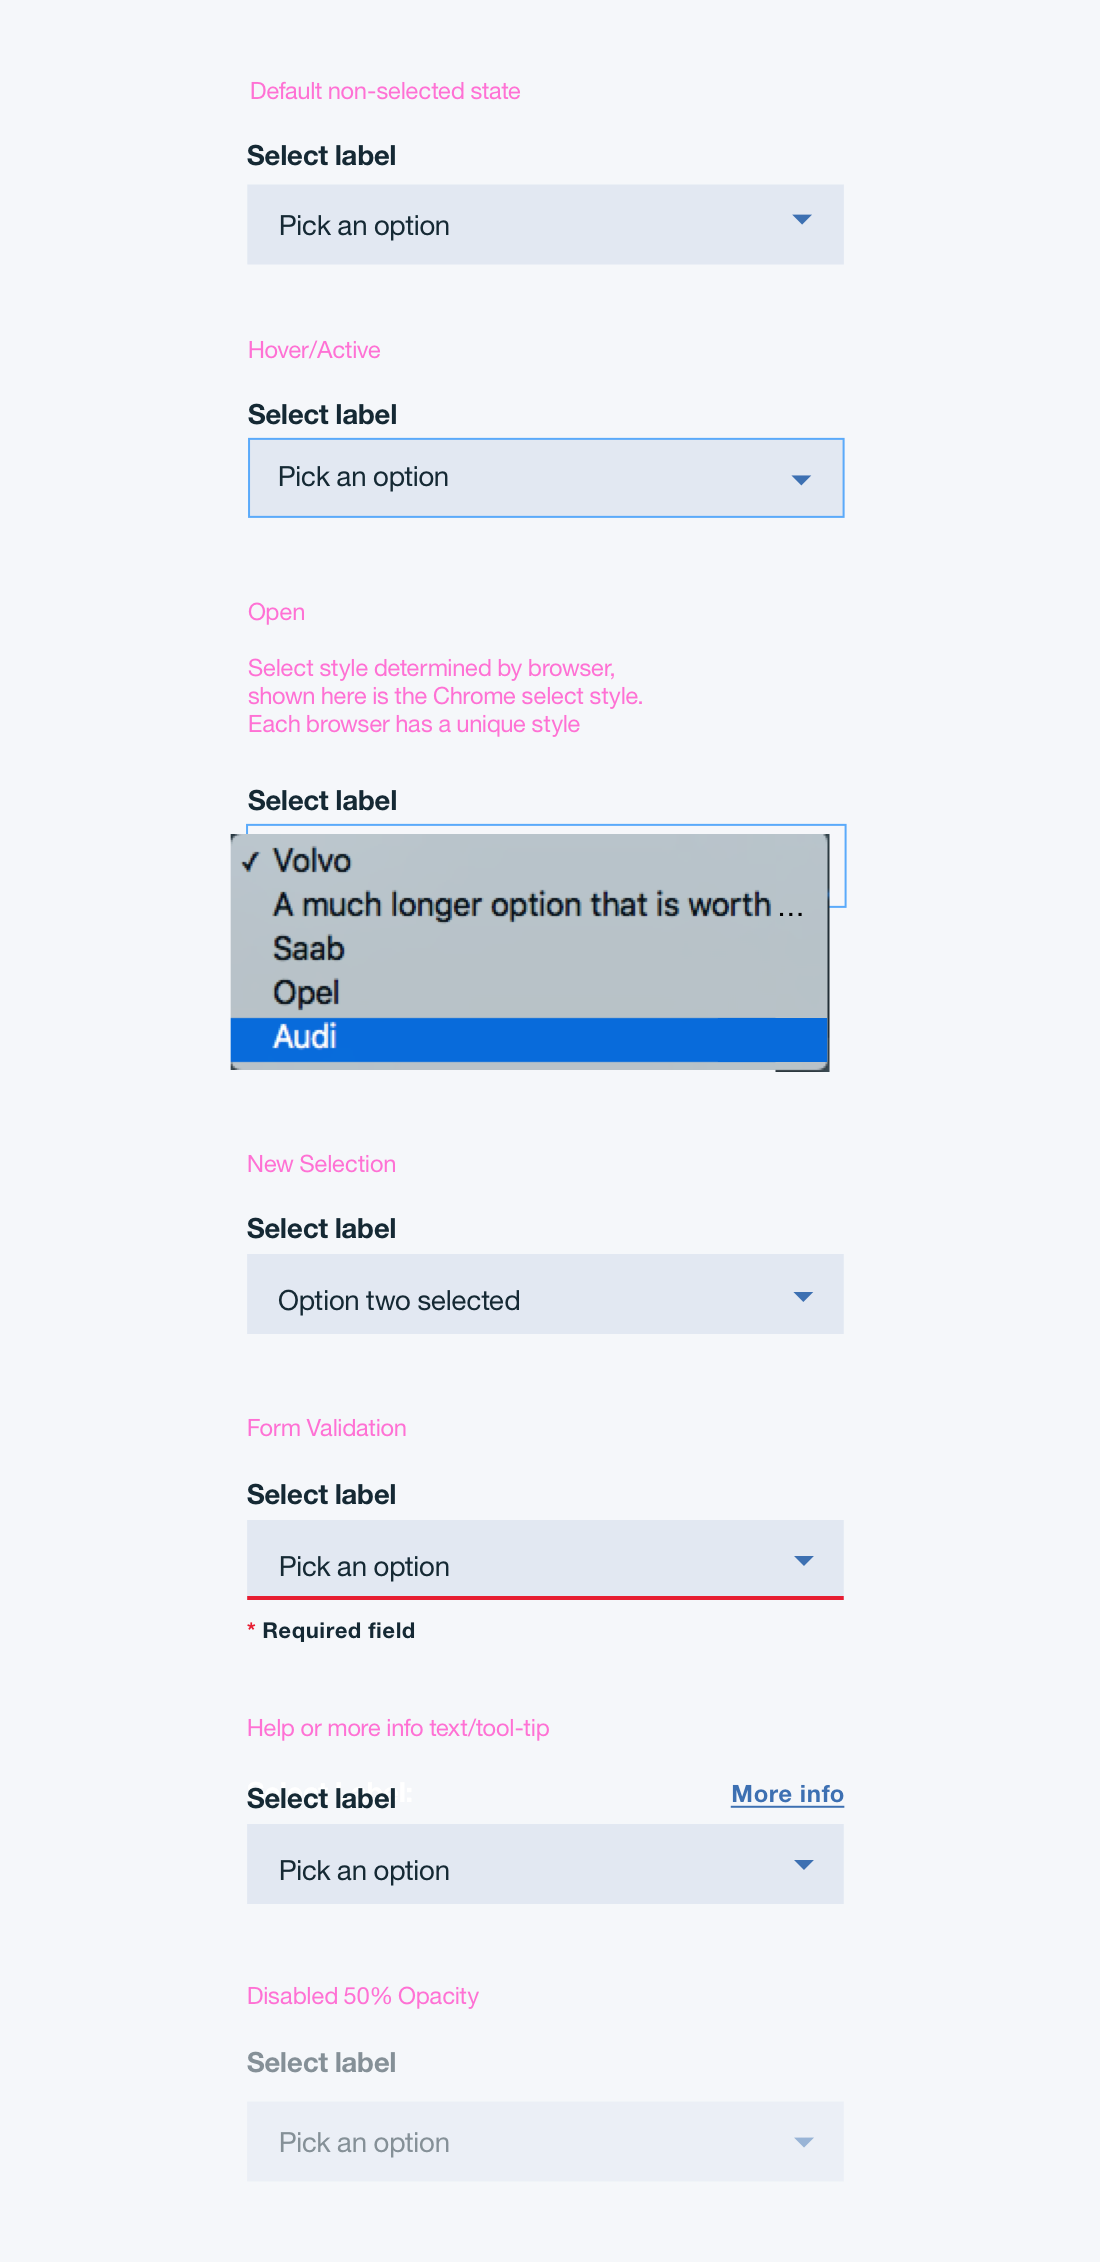 Default non-selected state
Select label
Pick an option
Hover/Active
Select label
Pick an option
Open
Select style determined by browser,
shown here is the Chrome select style.
Each browser has a unique style
Select label
✓ Volvo
A much longer option that is worth ...
Saab
Opel
Audi
New Selection
Select label
Option two selected
Form Validation
Select label
Pick an option
* Required field
Help or more info text/tool-tip
Select label
More info
Pick an option
Disabled 50% Opacity
Select label
Pick an option